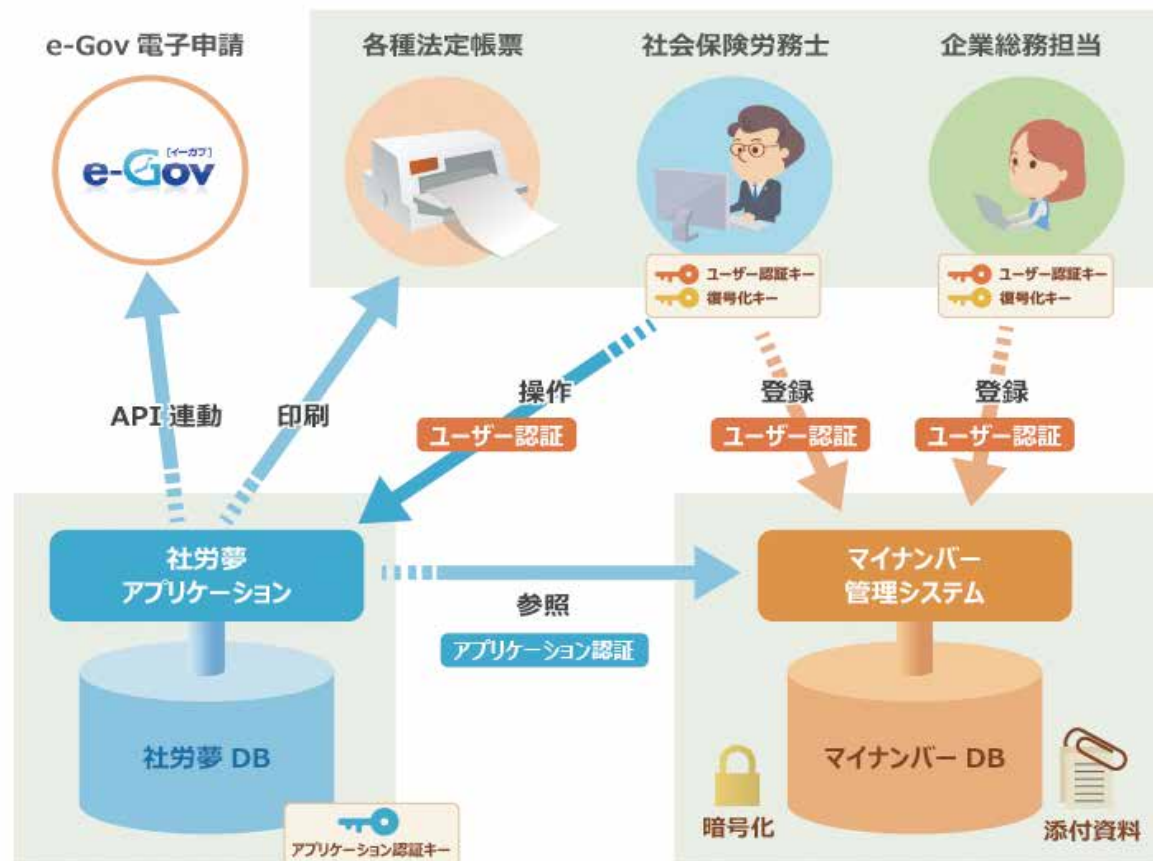 e-Gov 電子申請
各種法定帳票
社会保険労務士
企業総務担当
[イーガブ]
e-Gov
ユーザー認証キー
復号化キー
ユーザー認証キー
復号化キー
API 連動
印刷
操作
ユーザー認証
登録
ユーザー認証
登録
ユーザー認証
社労夢
アプリケーション
参照
アプリケーション認証
マイナンバー
管理システム
社労夢 DB
アプリケーション認証キー
マイナンバー DB
暗号化
添付資料